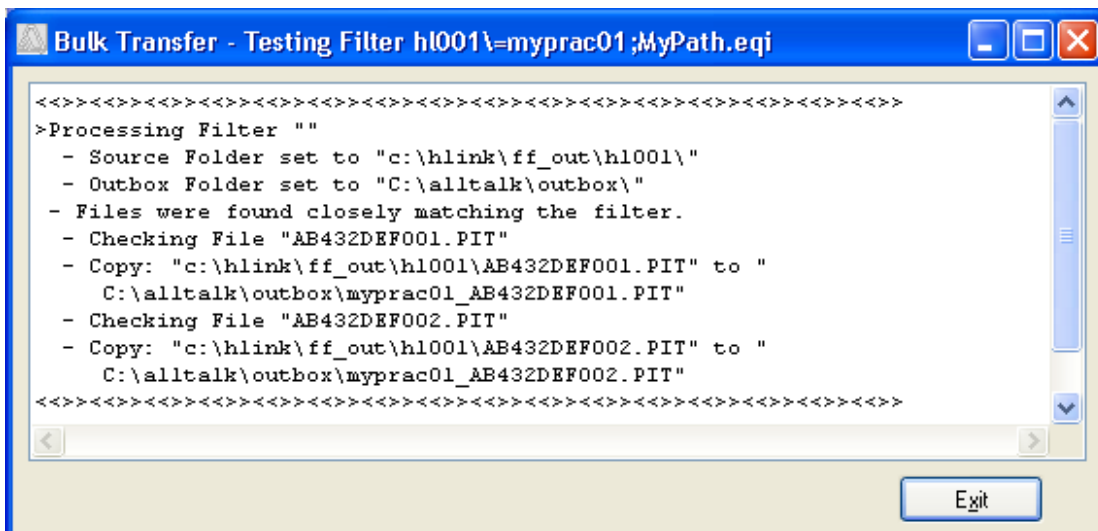 Bulk Transfer - Testing Filter hl001\=myprac01;MyPath.eqi
<<>><<>><<>><<>><<>><<>><<>><<>><<>><<>><<>><<>><<>><<>><<>><<>>
>Processing Filter ""
- Source Folder set to "c:\hlink\ff_out\hl001\"
- Outbox Folder set to "C:\alltalk\outbox\"
- Files were found closely matching the filter.
- Checking File "AB432DEF001.PIT"
- Copy: "c:\hlink\ff_out\hl001\AB432DEF001.PIT" to "
C:\alltalk\outbox\myprac01_AB432DEF001.PIT"
- Checking File "AB432DEF002.PIT"
- Copy: "c:\hlink\ff_out\hl001\AB432DEF002.PIT" to "
C:\alltalk\outbox\myprac01_AB432DEF002.PIT"
<<>><<>><<>><<>><<>><<>><<>><<>><<>><<>><<>><<>><<>><<>><<>><<>>
Exit